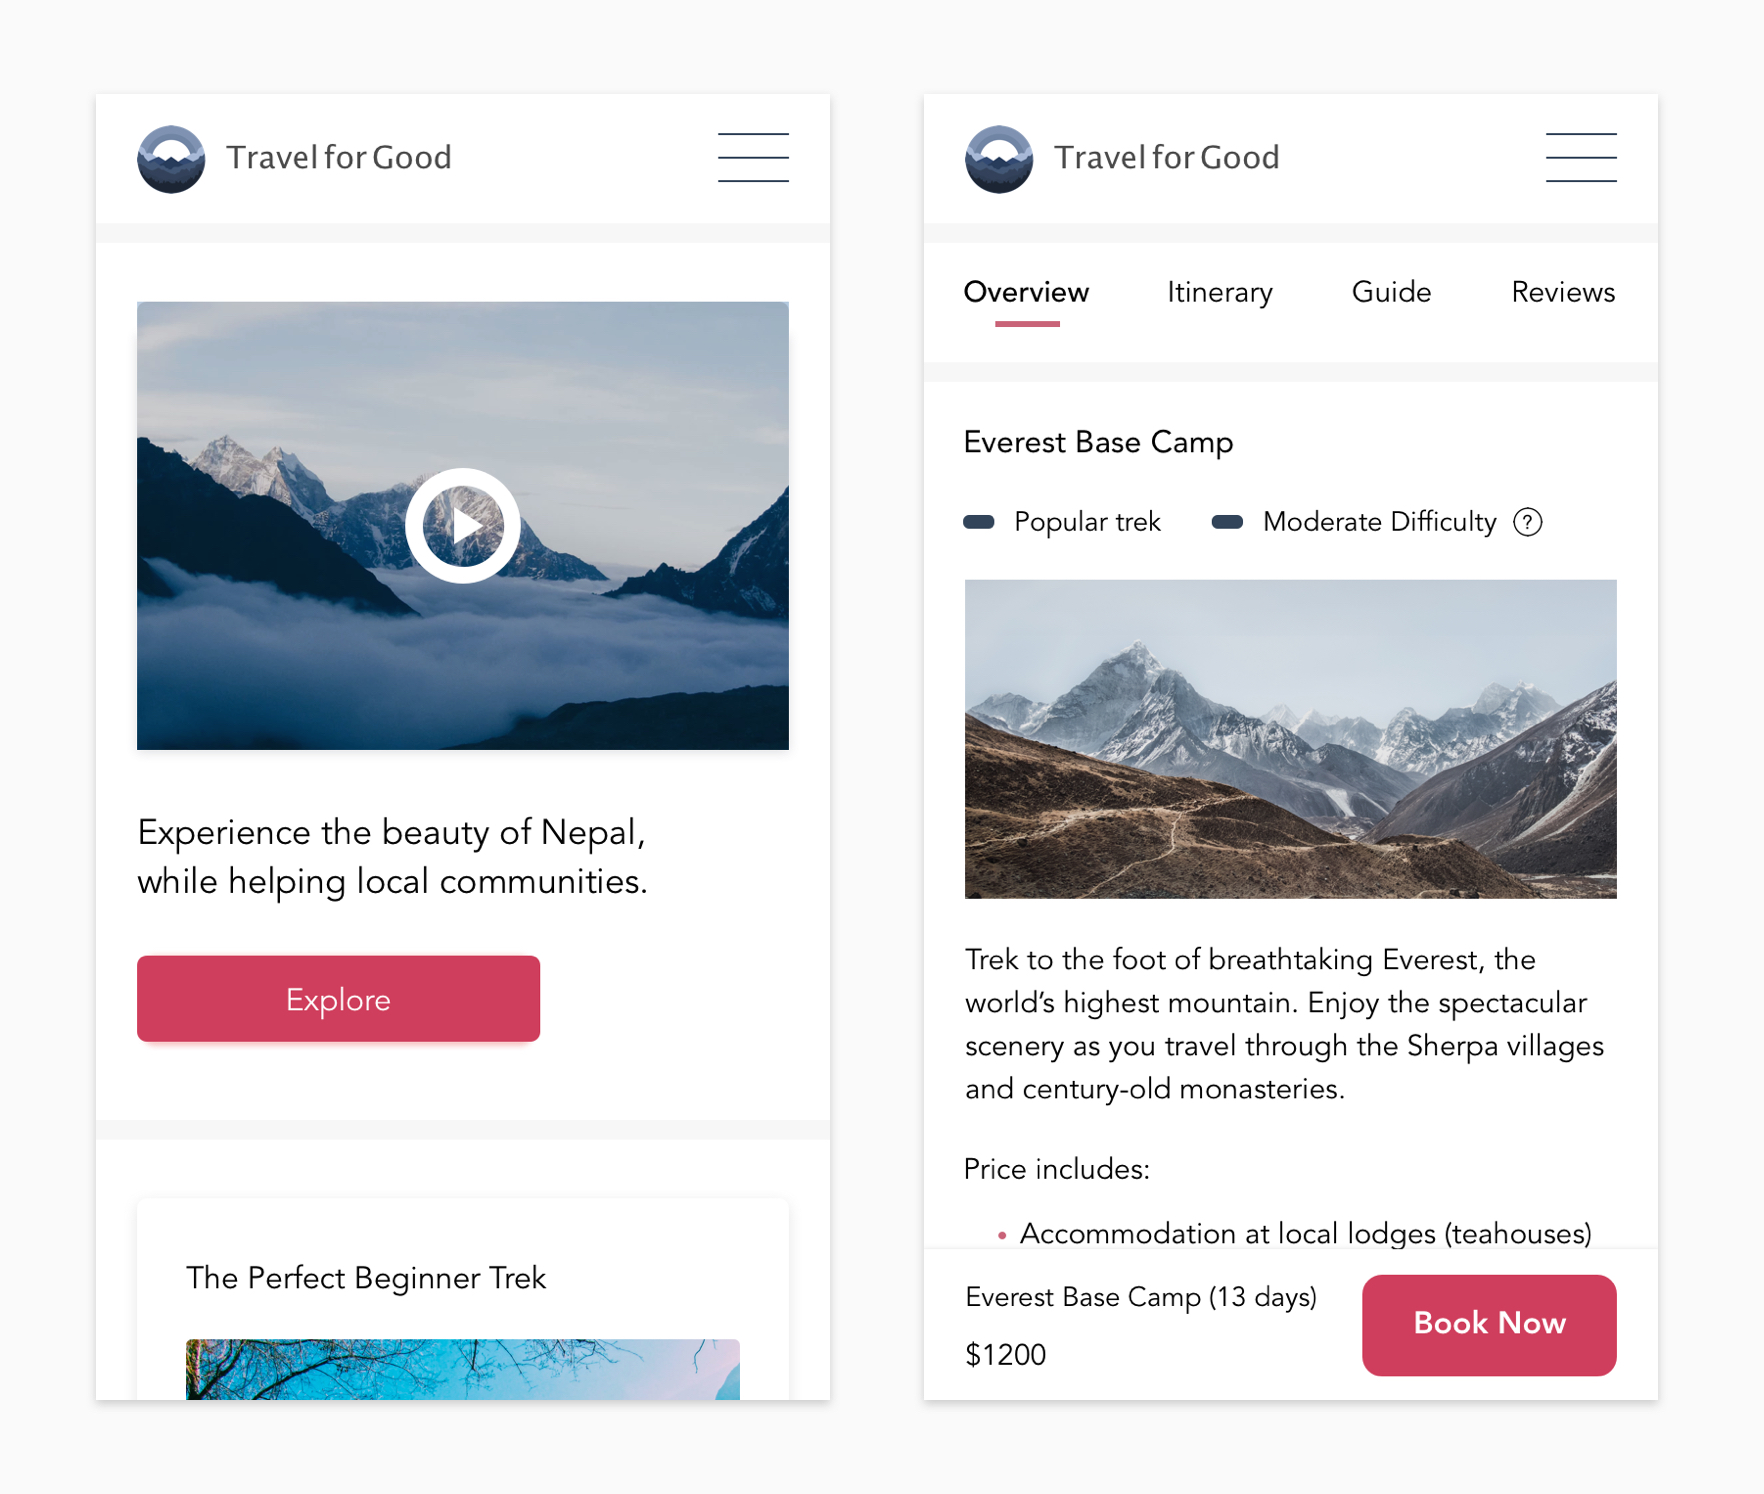 Travel for Good
Experience the beauty of Nepal,
while helping local communities.
Explore
The Perfect Beginner Trek
Travel for Good
Overview Itinerary Guide Reviews
Everest Base Camp
Popular trek Moderate Difficulty ?
Trek to the foot of breathtaking Everest, the
world’s highest mountain. Enjoy the spectacular
scenery as you travel through the Sherpa villages
and century-old monasteries.
Price includes:
• Accommodation at local lodges (teahouses)
Everest Base Camp (13 days)
$1200
Book Now